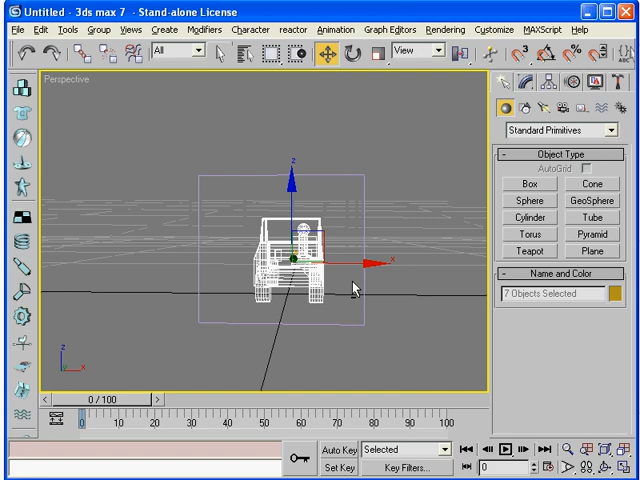 Untitled - 3ds max 7 - Stand-alone License
File Edit Tools Group Views Create Modifiers Character reactor Animation Graph Editors Rendering Customize MAXScript Help
All View 3 ABC
Perspective
z
x
z
x
Standard Primitives
- Object Type
AutoGrid
Box Cone
Sphere GeoSphere
Cylinder Tube
Torus Pyramid
Teapot Plane
- Name and Color
7 Objects Selected
< 0 / 100 >
0 10 20 30 40 50 60 70 80 90 100
Auto Key Selected
Set Key Key Filters... 0